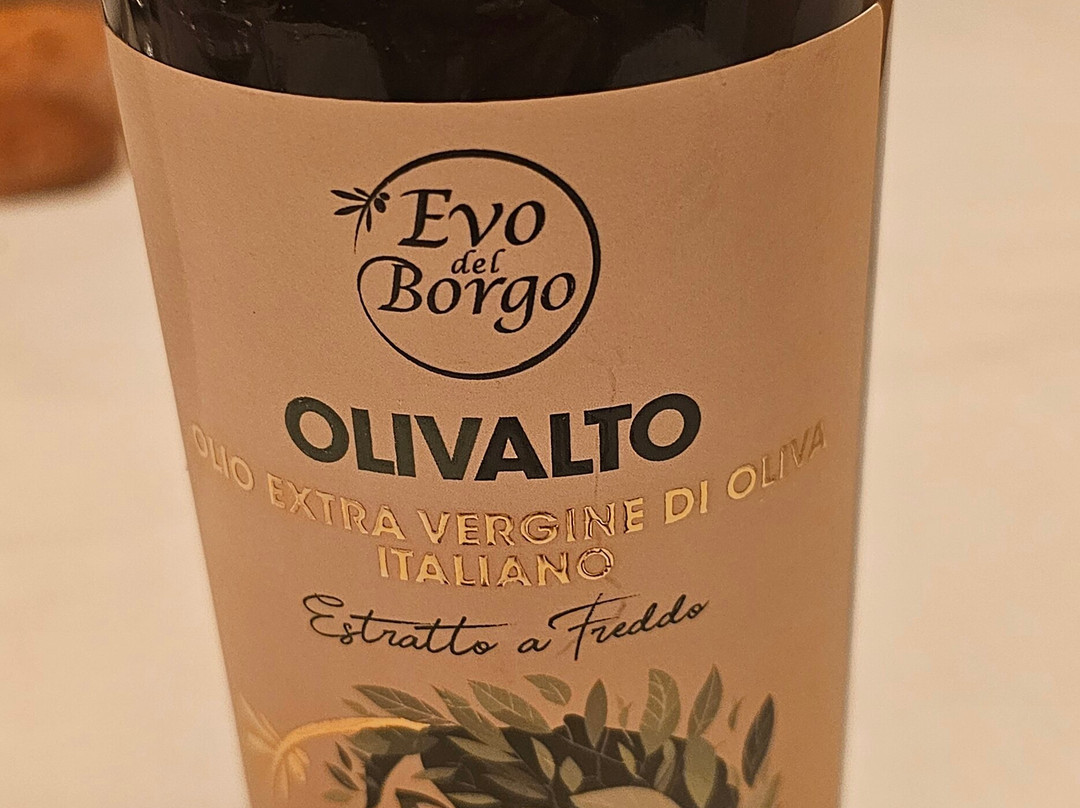 Evo
del
Borgo
OLIVALTO
OLIO EXTRA VERGINE DI OLIVA
ITALIANO
Estratto a Freddo